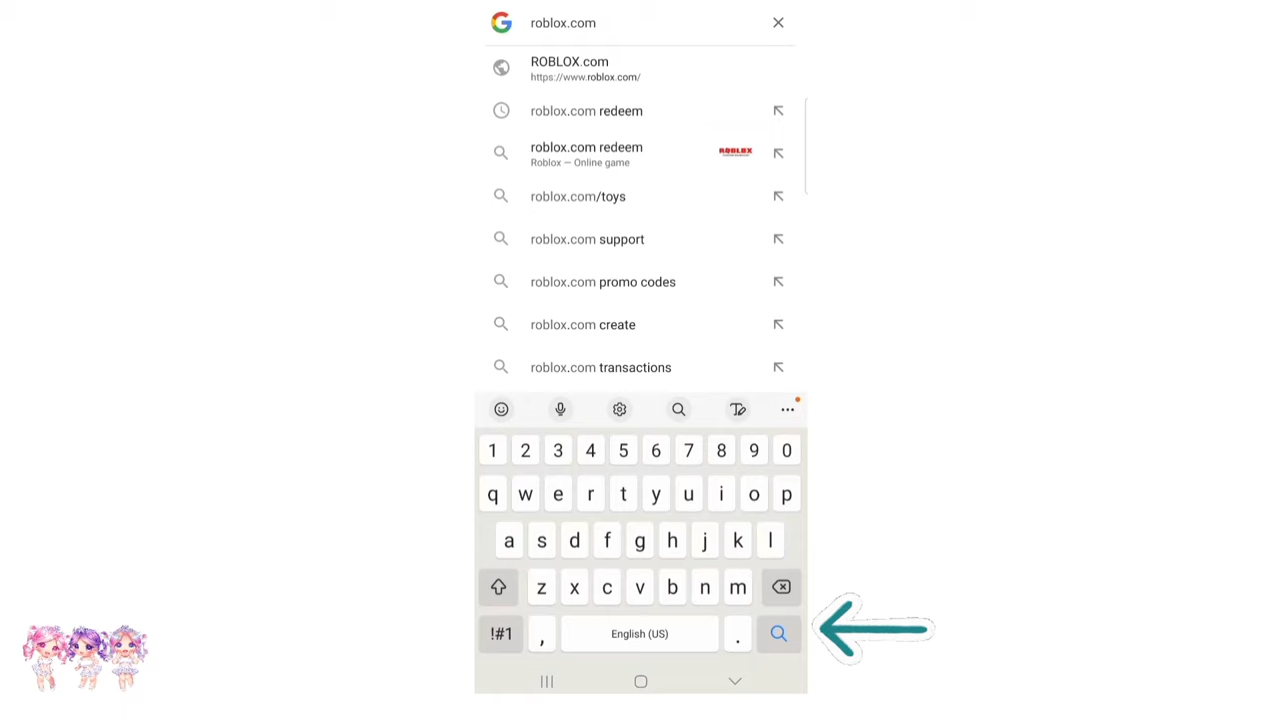 roblox.com
ROBLOX.com
https://www.roblox.com/
roblox.com redeem
roblox.com redeem
Roblox — Online game
ROBLOX
roblox.com/toys
roblox.com support
roblox.com promo codes
roblox.com create
roblox.com transactions
1 2 3 4 5 6 7 8 9 0
q w e r t y u i o p
a s d f g h j k l
z x c v b n m
!#1 , English (US) .